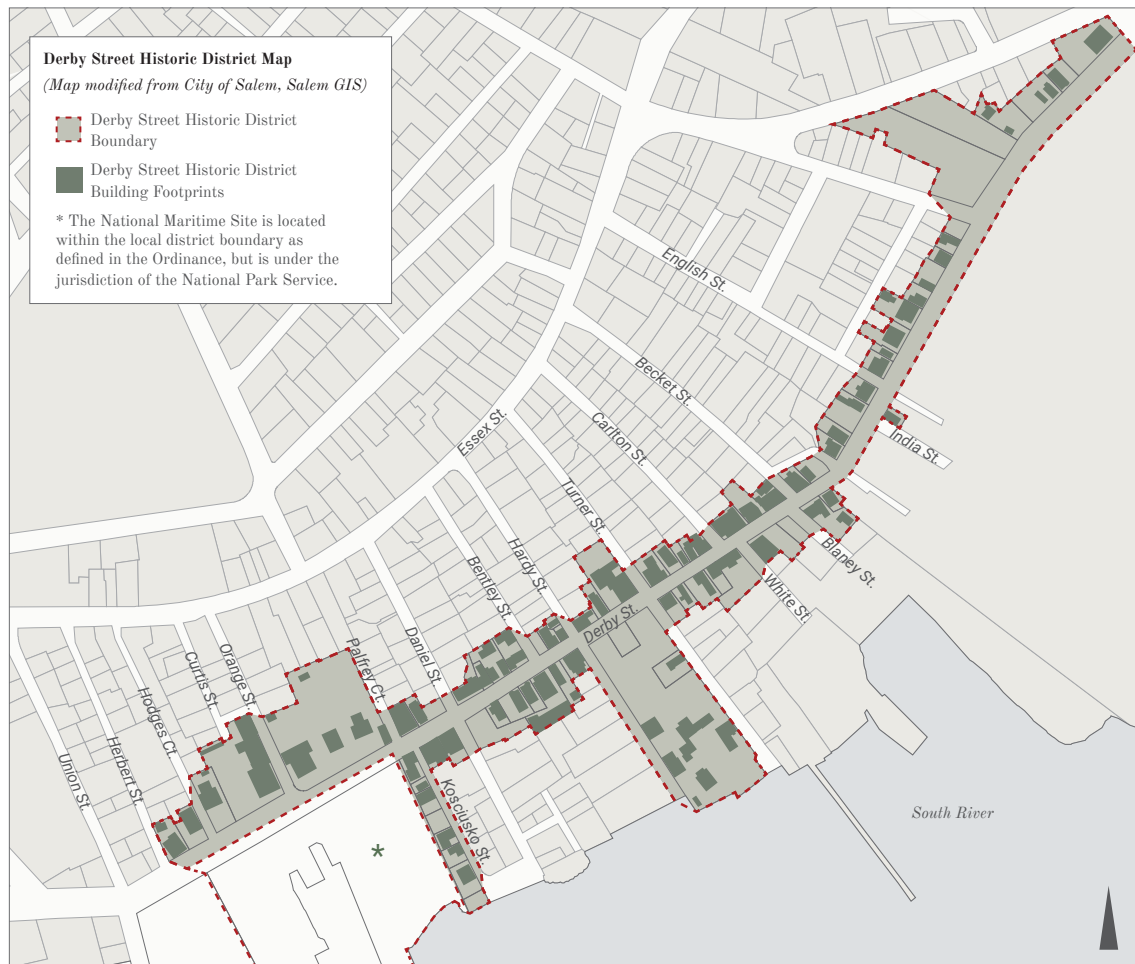 Derby Street Historic District Map
(Map modified from City of Salem, Salem GIS)
Derby Street Historic District
Boundary
Derby Street Historic District
Building Footprints
* The National Maritime Site is located
within the local district boundary as
defined in the Ordinance, but is under the
jurisdiction of the National Park Service.
English St.
Becket St.
Essex St.
Carlton St.
India St.
Turner St.
Hardy St.
Bentley St.
Blaney St.
White St.
Derby St.
Daniel St.
Palfrey Ct.
Orange St.
Curtis St.
Hodges Ct.
Herbert St.
Union St.
Kosciusko St.
South River
*